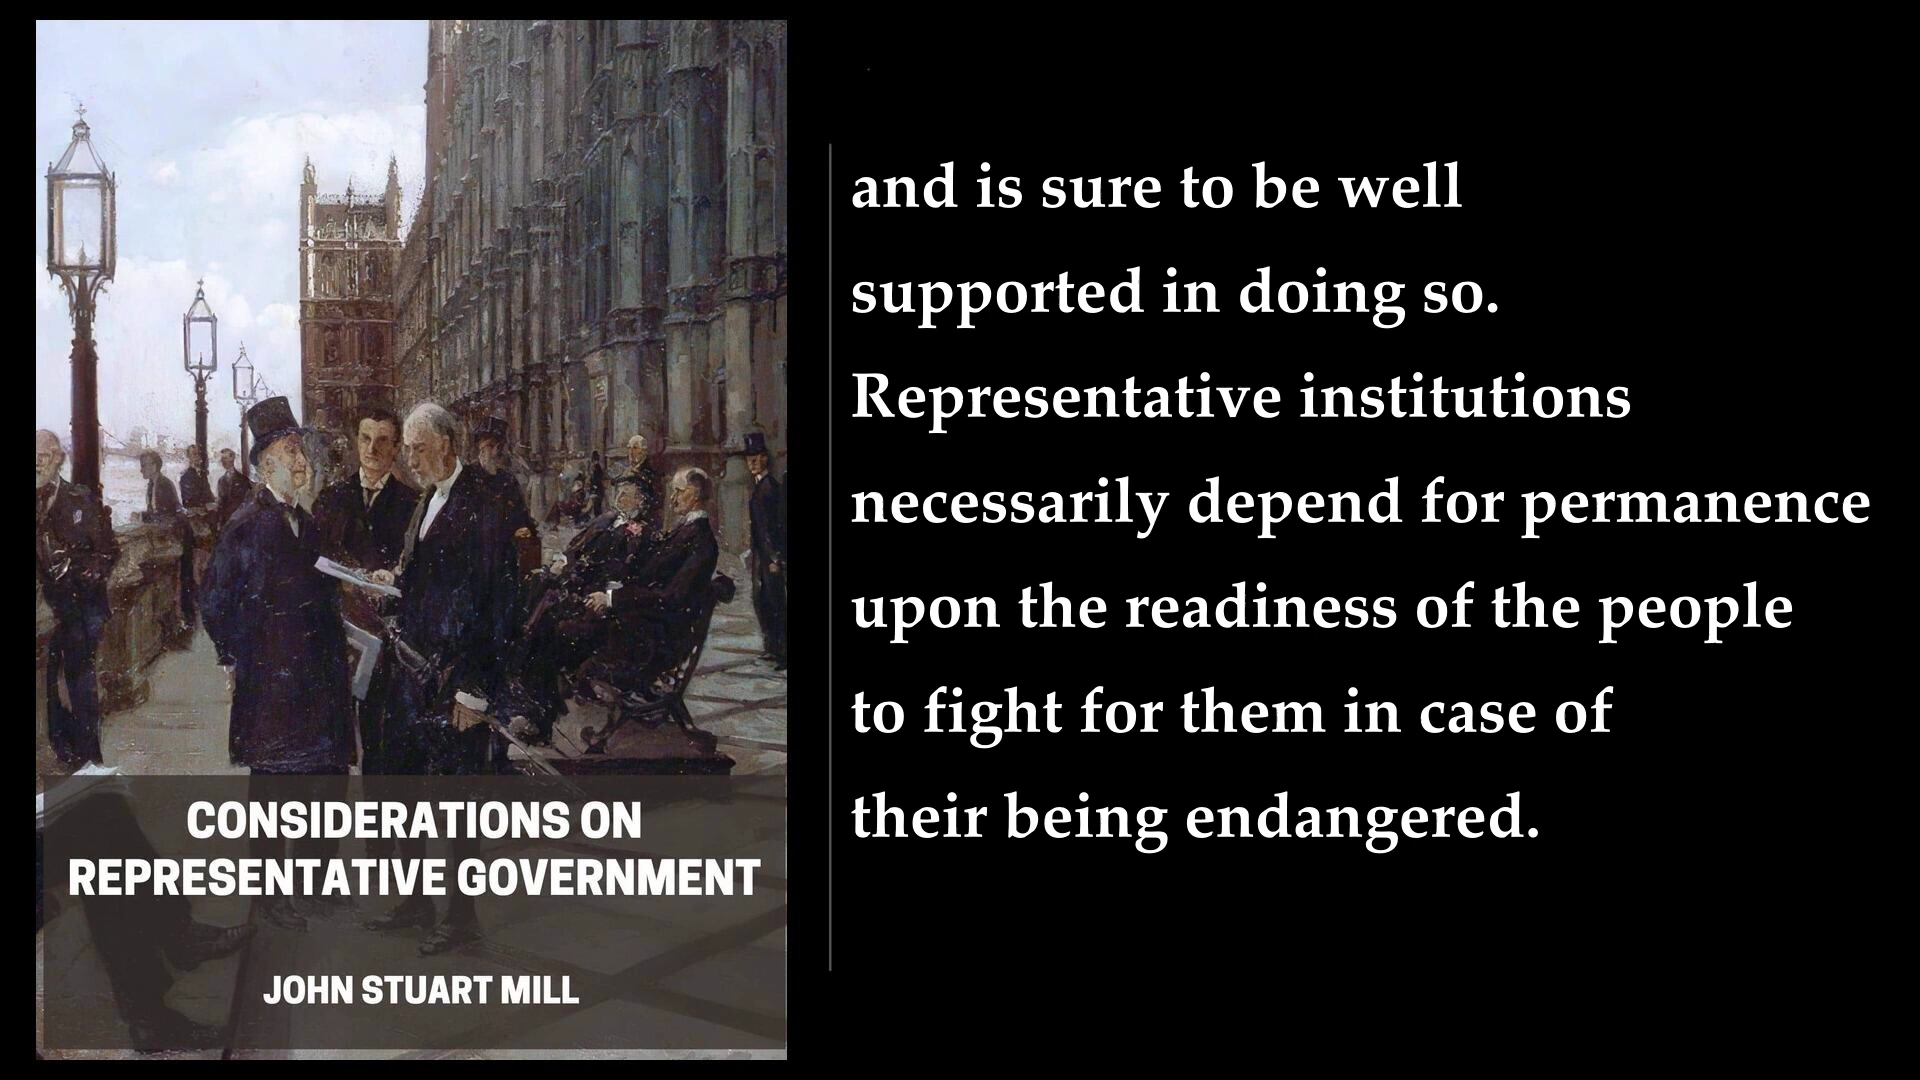 CONSIDERATIONS ON
REPRESENTATIVE GOVERNMENT
JOHN STUART MILL
and is sure to be well
supported in doing so.
Representative institutions
necessarily depend for permanence
upon the readiness of the people
to fight for them in case of
their being endangered.